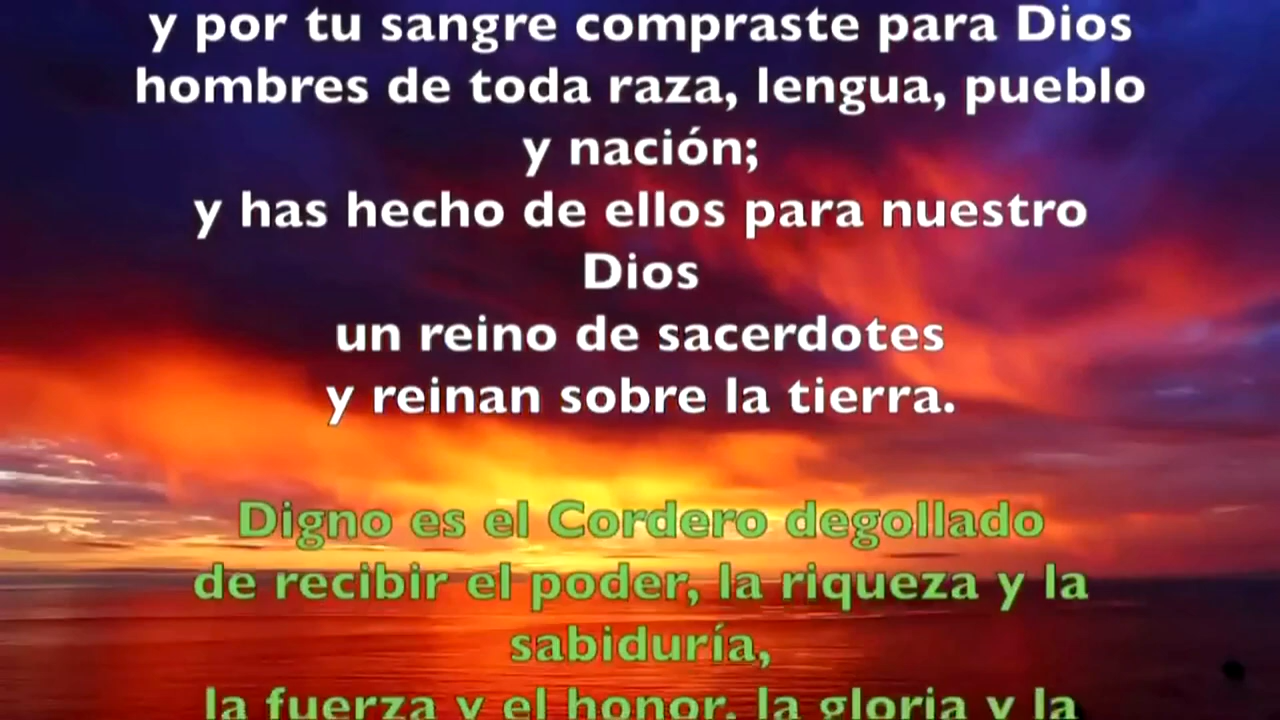 y por tu sangre compraste para Dios
hombres de toda raza, lengua, pueblo
y nación;
y has hecho de ellos para nuestro
Dios
un reino de sacerdotes
y reinan sobre la tierra.
Digno es el Cordero degollado
de recibir el poder, la riqueza y la
sabiduría,
la fuerza y el honor, la gloria y la